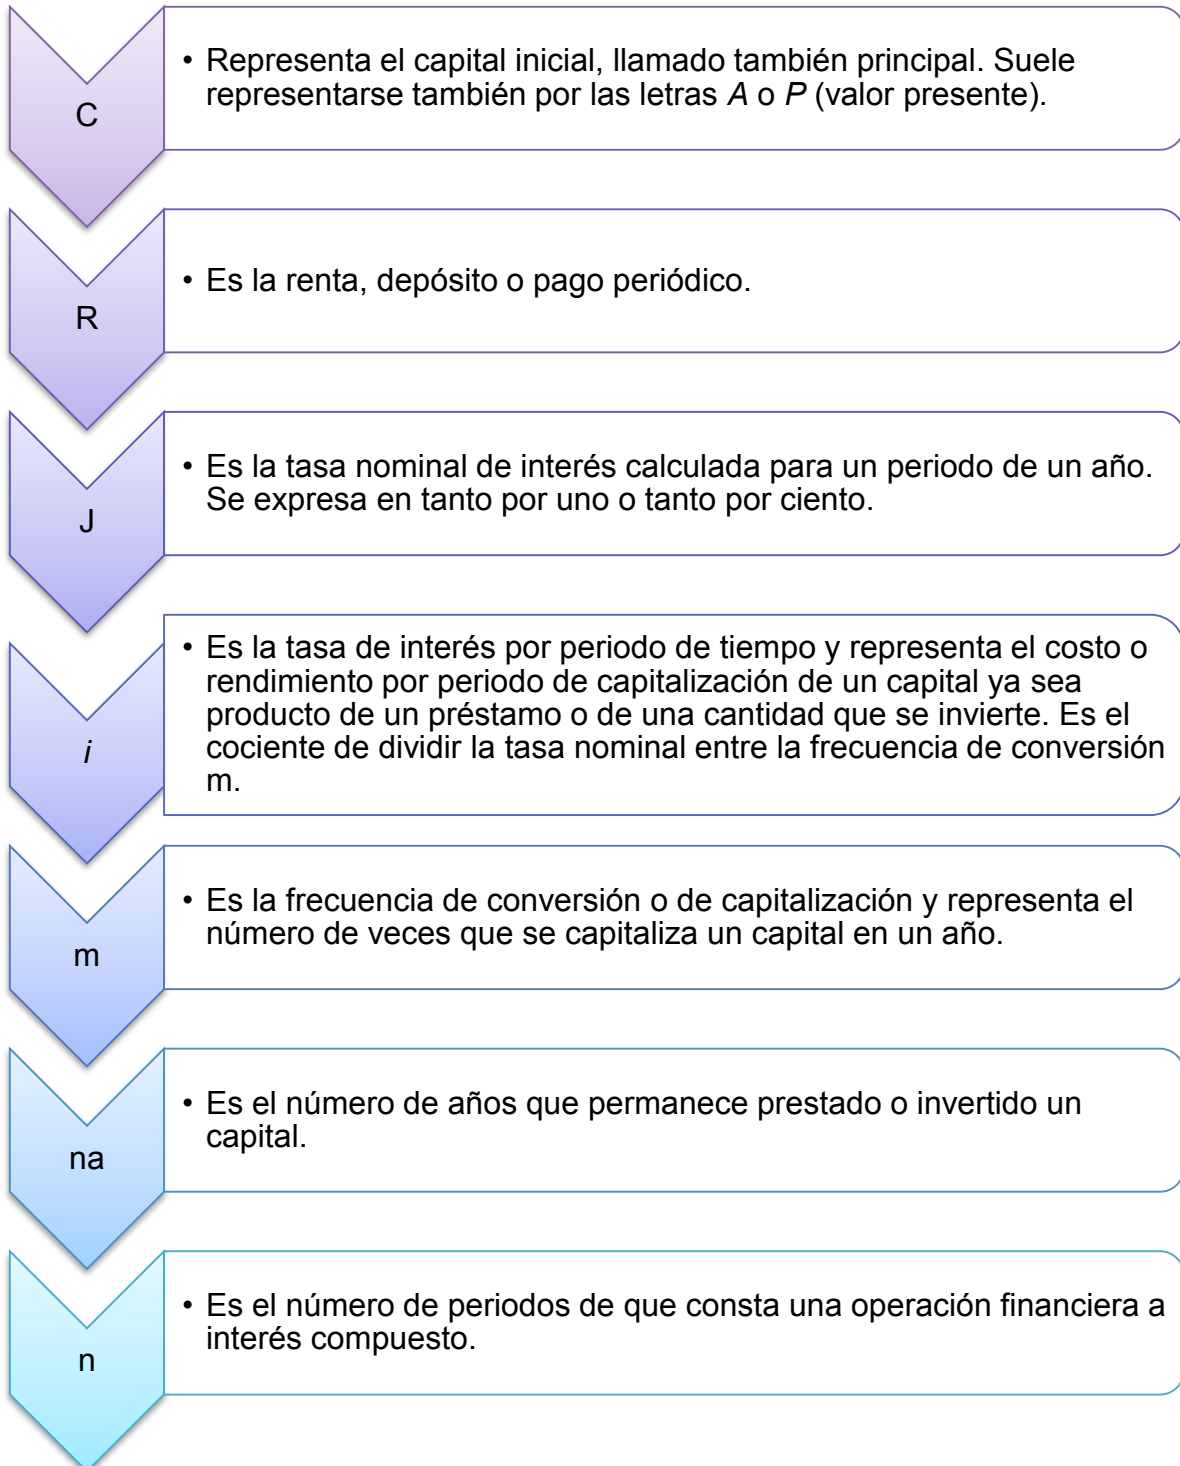 C
• Representa el capital inicial, llamado también principal. Suele
representarse también por las letras A o P (valor presente).
R
• Es la renta, depósito o pago periódico.
J
• Es la tasa nominal de interés calculada para un periodo de un año.
Se expresa en tanto por uno o tanto por ciento.
i
• Es la tasa de interés por periodo de tiempo y representa el costo o
rendimiento por periodo de capitalización de un capital ya sea
producto de un préstamo o de una cantidad que se invierte. Es el
cociente de dividir la tasa nominal entre la frecuencia de conversión
m.
m
• Es la frecuencia de conversión o de capitalización y representa el
número de veces que se capitaliza un capital en un año.
na
• Es el número de años que permanece prestado o invertido un
capital.
n
• Es el número de periodos de que consta una operación financiera a
interés compuesto.